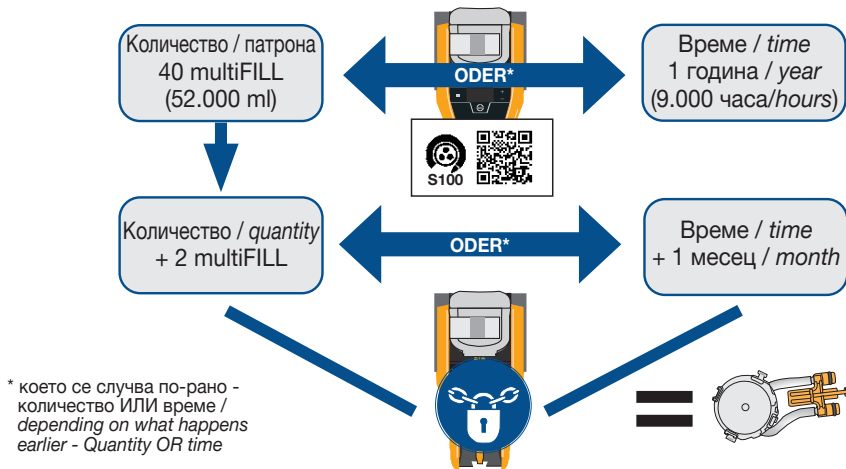 Количество / патрона
40 multiFILL
(52.000 ml)
ODER*
Време / time
1 година / year
(9.000 часа/hours)
S100
Количество / quantity
+ 2 multiFILL
ODER*
Време / time
+ 1 месец / month
* което се случва по-рано -
количество ИЛИ време /
depending on what happens
earlier - Quantity OR time